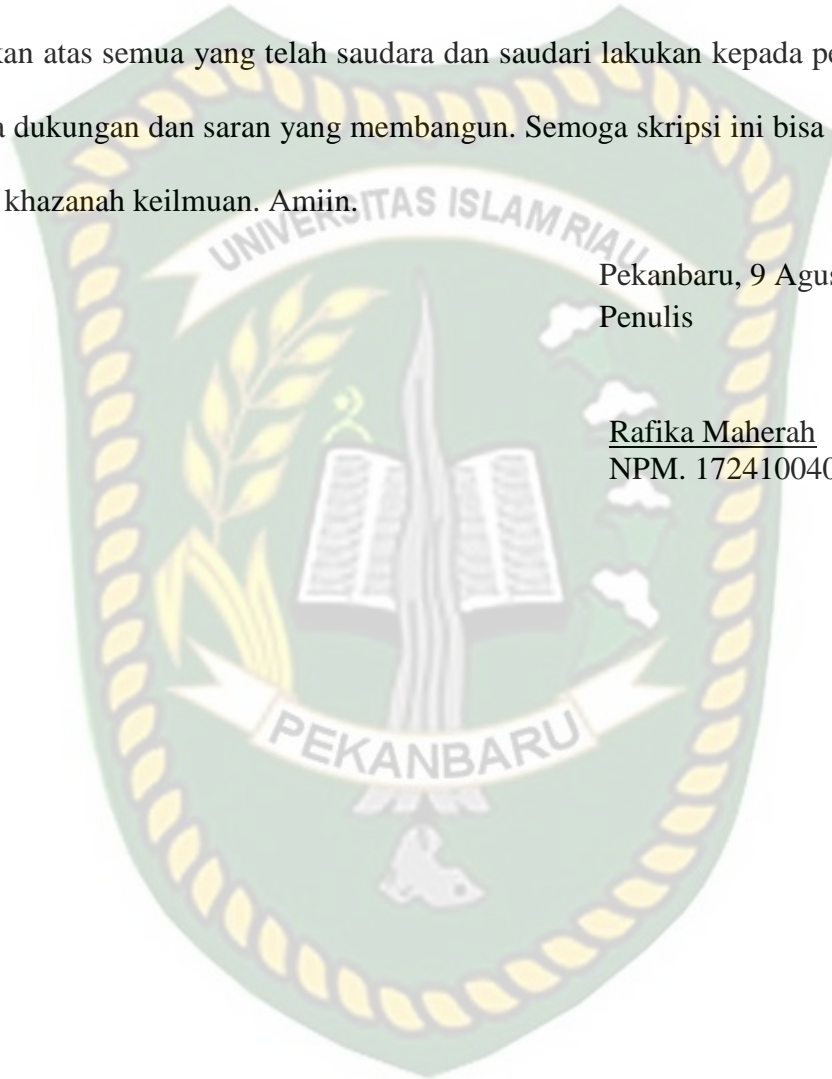 kan atas semua yang telah saudara dan saudari lakukan kepada pe
a dukungan dan saran yang membangun. Semoga skripsi ini bisa
khazanah keilmuan. Amiin.
UNIVERSITAS ISLAM RIAU
Pekanbaru, 9 Agus
Penulis
Rafika Maherah
NPM. 172410040
PEKANBARU